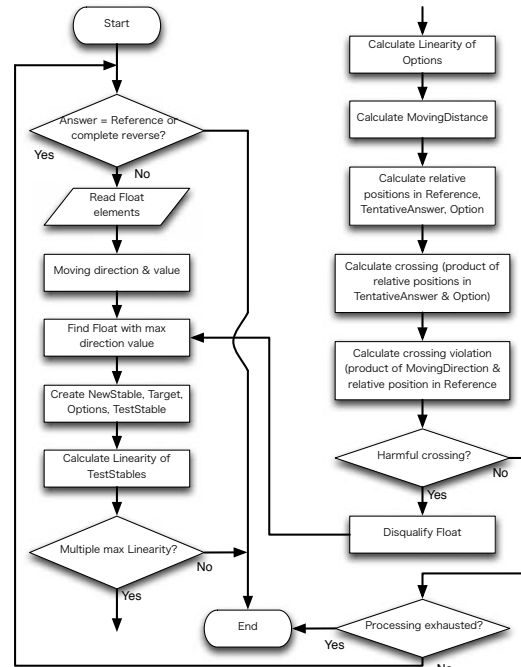 Start
Answer = Reference or
complete reverse?
Yes
No
Read Float
elements
Moving direction & value
Find Float with max
direction value
Create NewStable, Target,
Options, TestStable
Calculate Linearity of
TestStables
Multiple max Linearity?
No
Yes
Calculate Linearity of
Options
Calculate MovingDistance
Calculate relative
positions in Reference,
TentativeAnswer, Option
Calculate crossing (product of
relative positions in
TentativeAnswer & Option)
Calculate crossing violation
(product of MovingDirection &
relative position in Reference
Harmful crossing?
No
Yes
Disqualify Float
Processing exhausted?
Yes
No
End